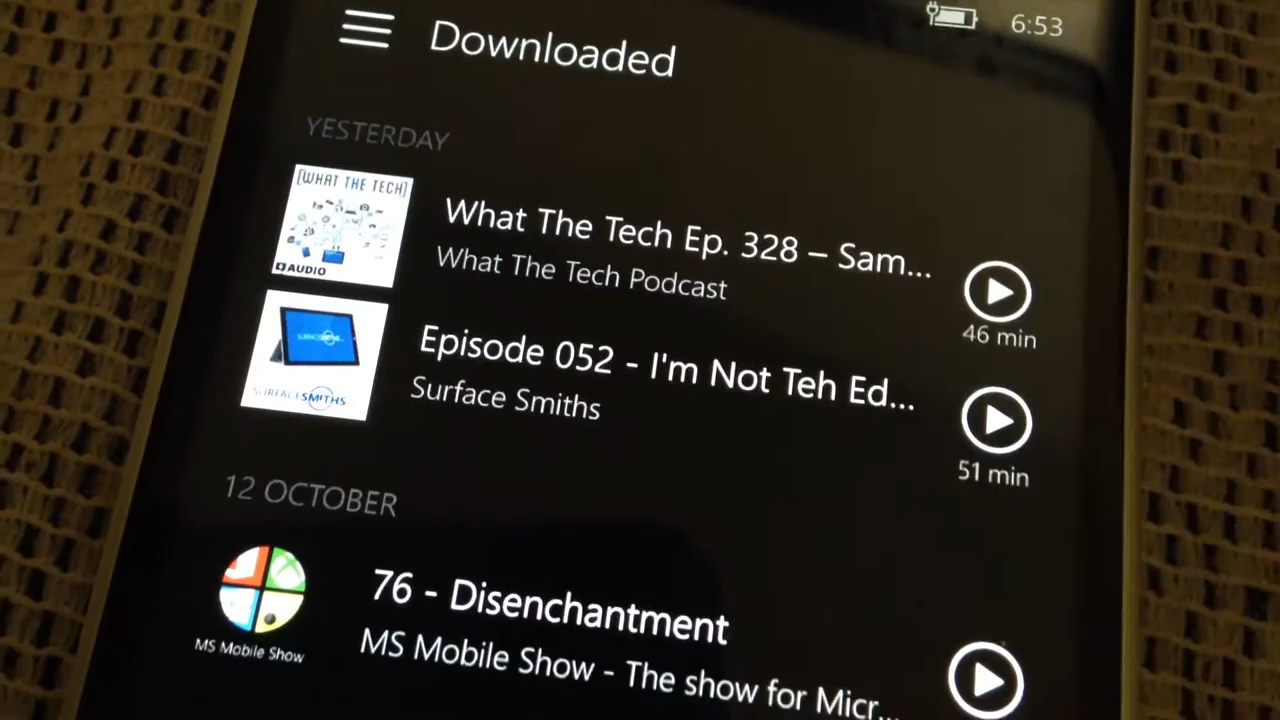 6:53
Downloaded
YESTERDAY
[WHAT THE TECH]
AUDIO
What The Tech Ep. 328 – Sam...
What The Tech Podcast
46 min
SURFACESMITHS
Episode 052 - I'm Not Teh Ed...
Surface Smiths
51 min
12 OCTOBER
MS Mobile Show
76 - Disenchantment
MS Mobile Show - The show for Micr...